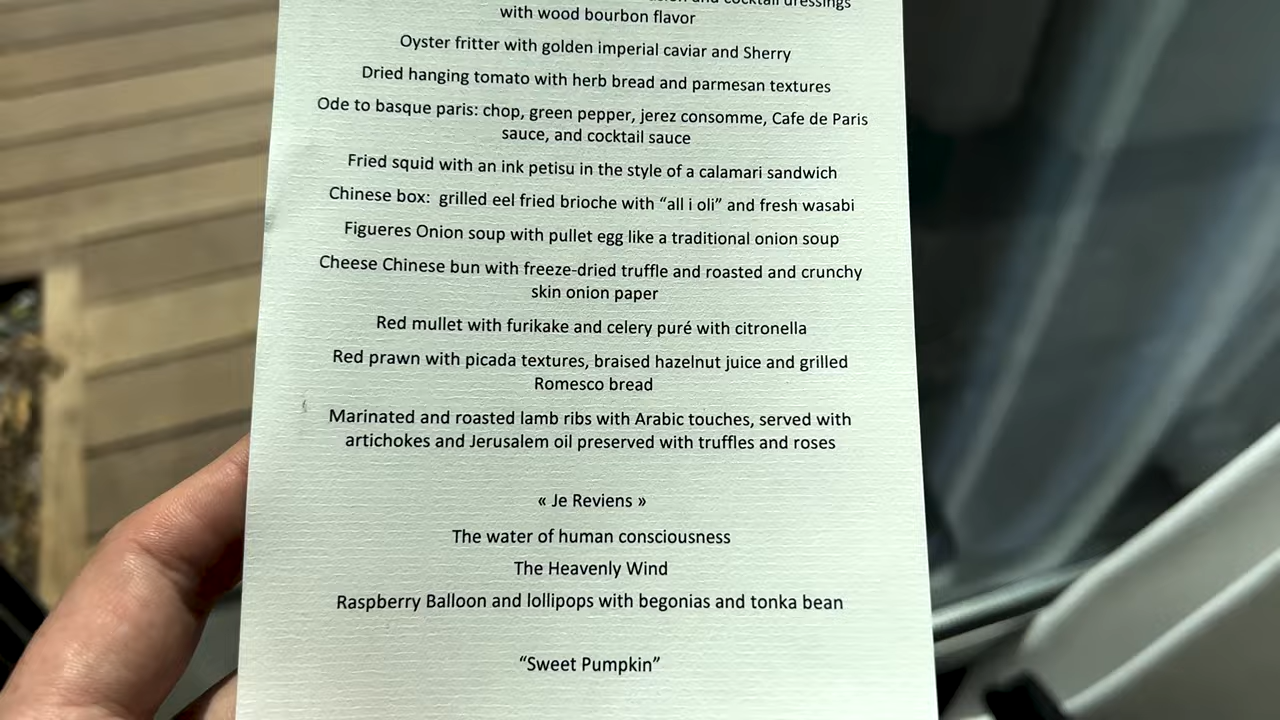 and cocktail dressings
with wood bourbon flavor
Oyster fritter with golden imperial caviar and Sherry
Dried hanging tomato with herb bread and parmesan textures
Ode to basque paris: chop, green pepper, jerez consomme, Cafe de Paris
sauce, and cocktail sauce
Fried squid with an ink petisu in the style of a calamari sandwich
Chinese box: grilled eel fried brioche with “all i oli” and fresh wasabi
Figueres Onion soup with pullet egg like a traditional onion soup
Cheese Chinese bun with freeze-dried truffle and roasted and crunchy
skin onion paper
Red mullet with furikake and celery puré with citronella
Red prawn with picada textures, braised hazelnut juice and grilled
Romesco bread
Marinated and roasted lamb ribs with Arabic touches, served with
artichokes and Jerusalem oil preserved with truffles and roses
« Je Reviens »
The water of human consciousness
The Heavenly Wind
Raspberry Balloon and lollipops with begonias and tonka bean
“Sweet Pumpkin”